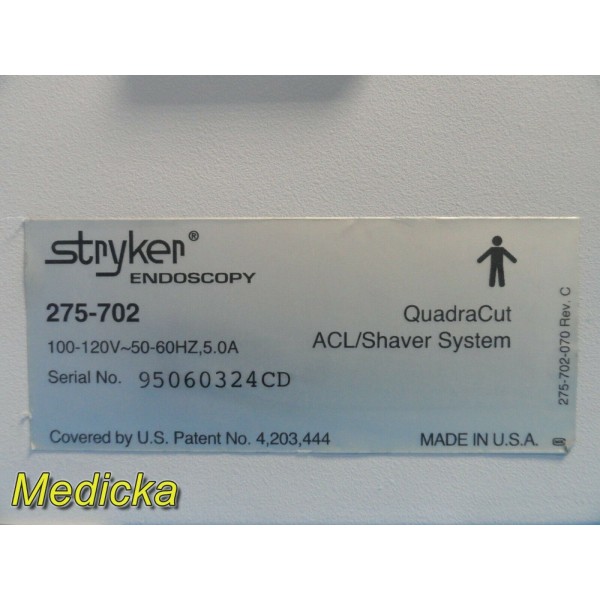 stryker®
ENDOSCOPY
275-702
QuadraCut
100-120V~50-60HZ,5.0A
ACL/Shaver System
Serial No. 95060324CD
Covered by U.S. Patent No. 4,203,444
MADE IN U.S.A.
275-702-070 Rev. C
Medicka